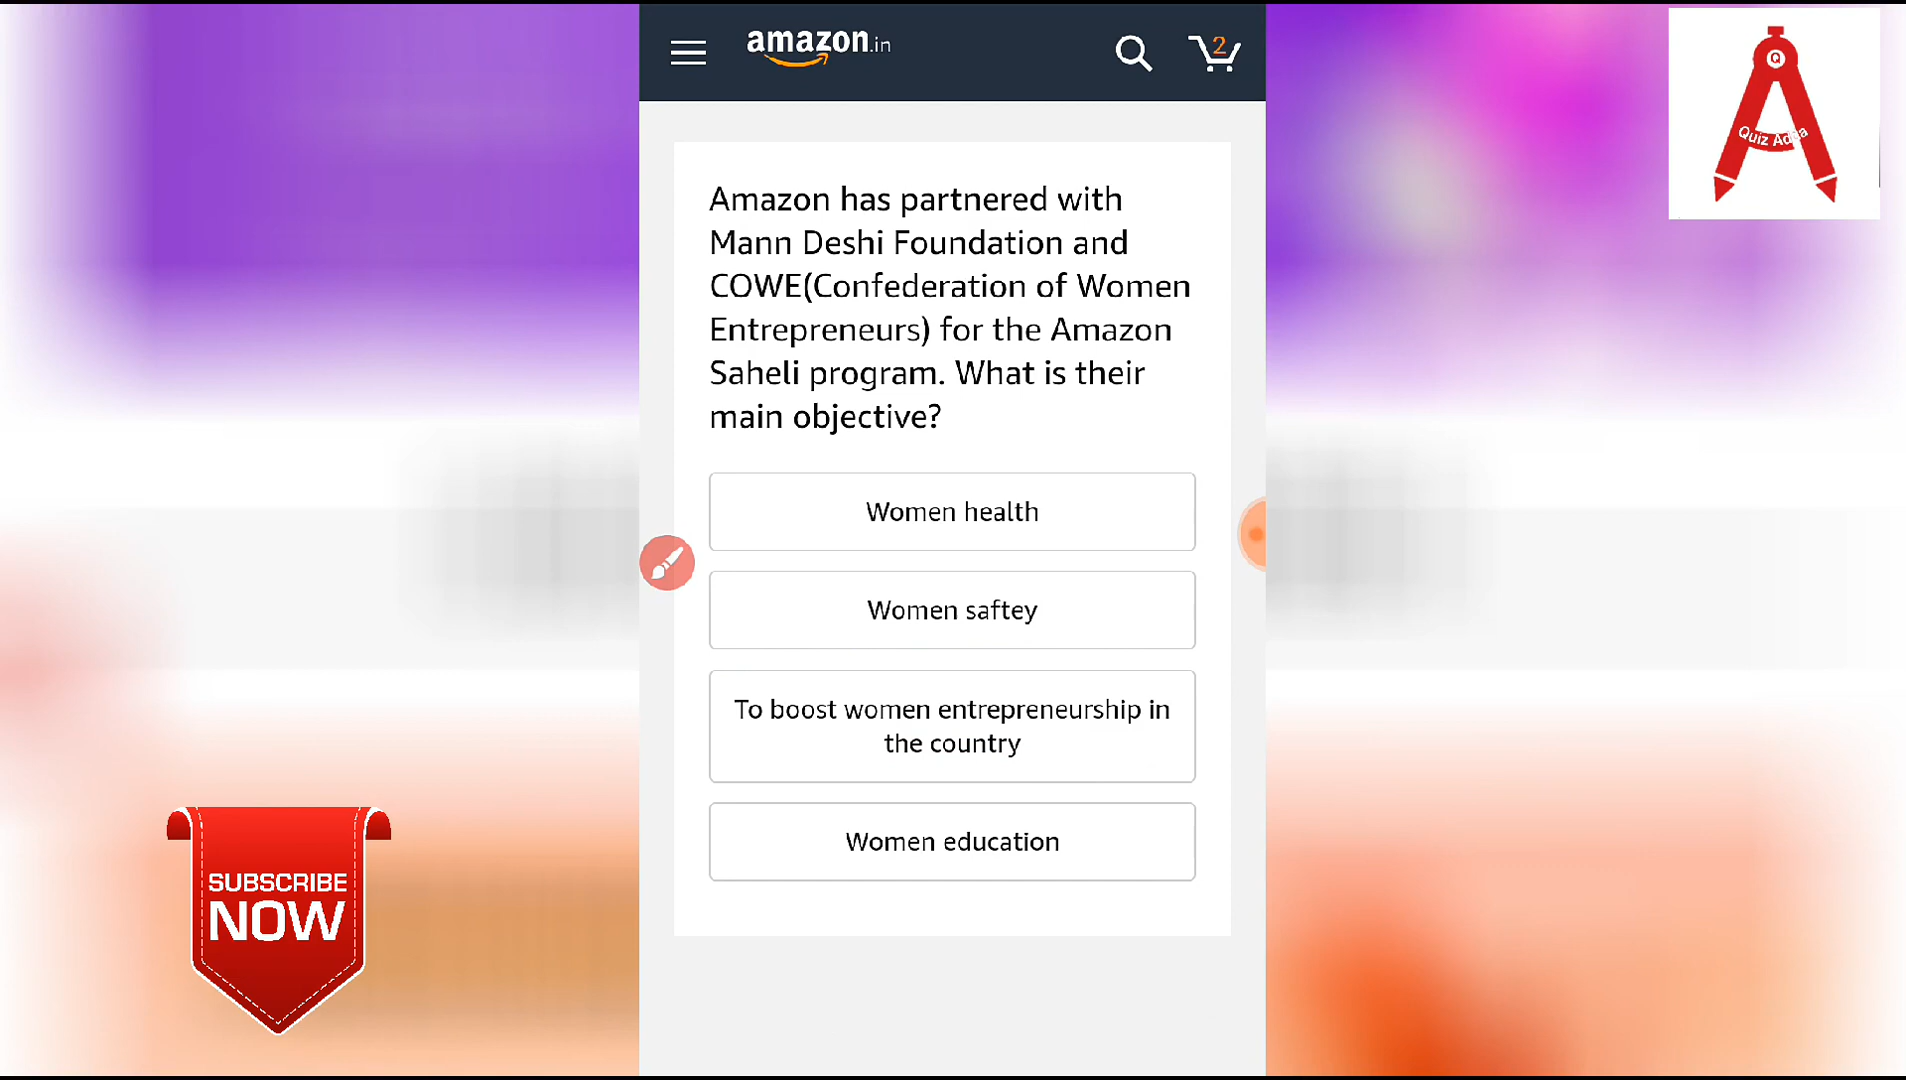 amazon.in
2
Q
Quiz Adda
Amazon has partnered with
Mann Deshi Foundation and
COWE(Confederation of Women
Entrepreneurs) for the Amazon
Saheli program. What is their
main objective?
Women health
Women saftey
To boost women entrepreneurship in
the country
Women education
SUBSCRIBE
NOW